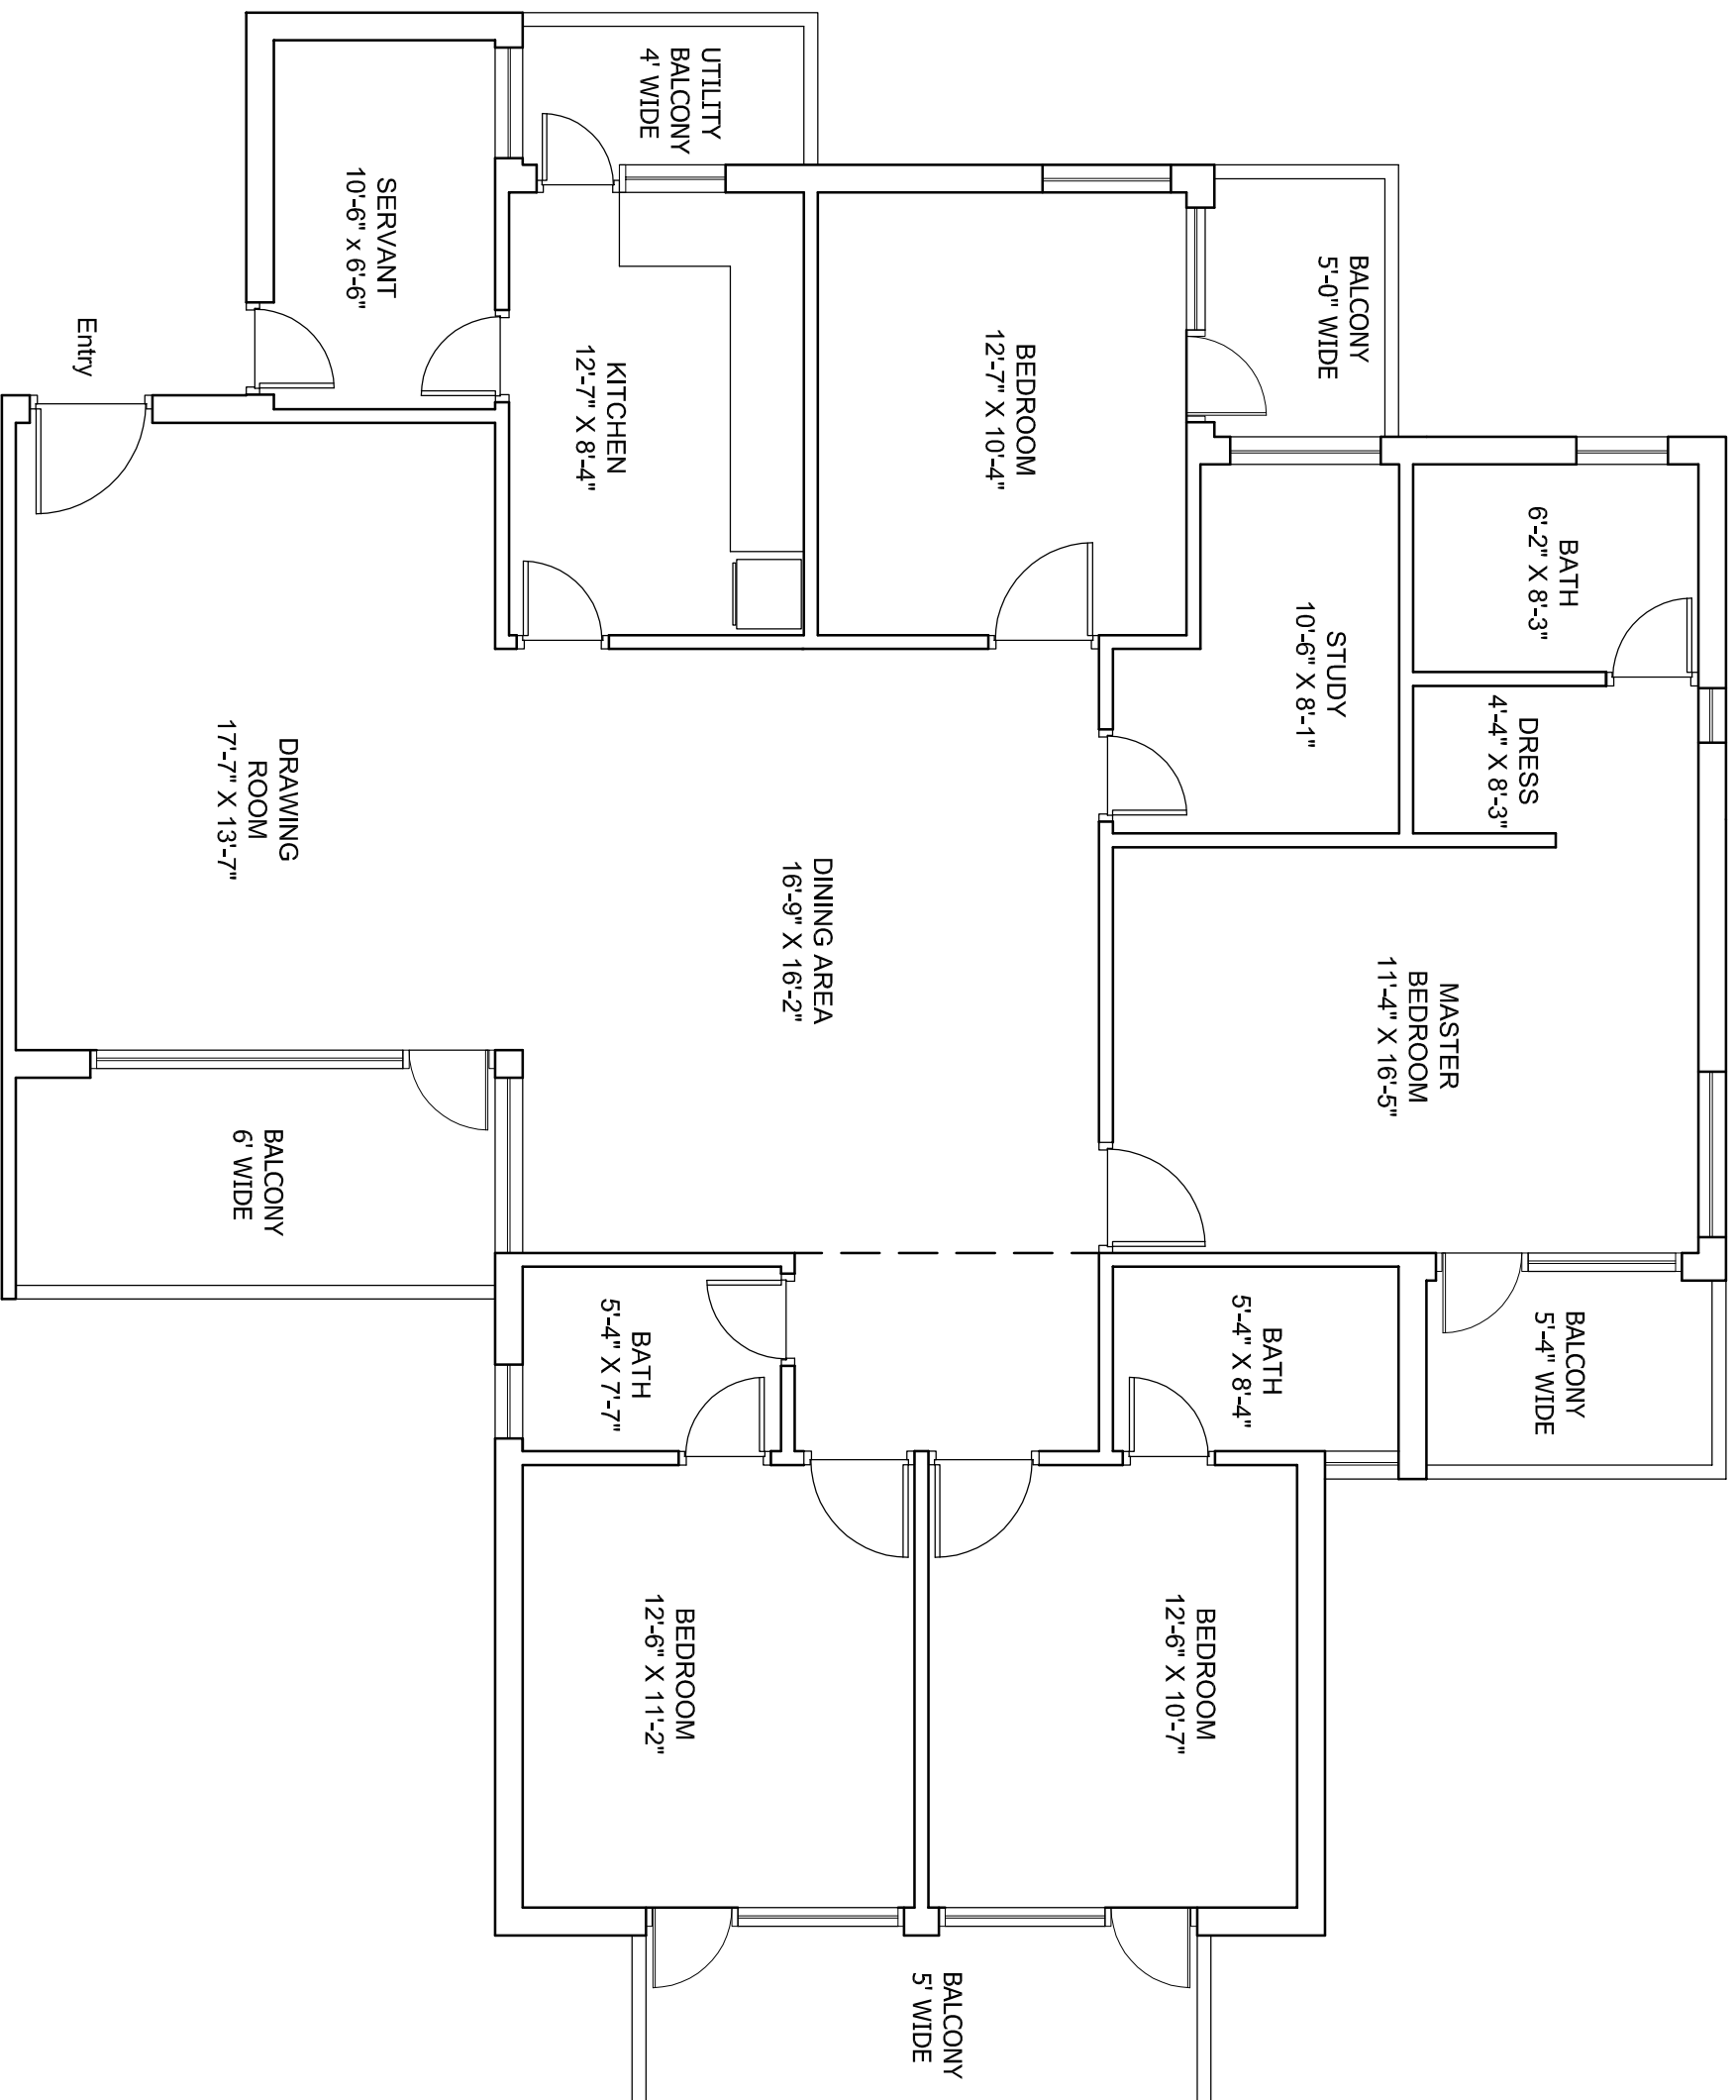 UTILITY
BALCONY
4' WIDE
SERVANT
10'-6" x 6'-6"
Entry
KITCHEN
12'-7" X 8'-4"
BEDROOM
12'-7" X 10'-4"
BALCONY
5'-0" WIDE
BATH
6'-2" X 8'-3"
STUDY
10'-6" X 8'-1"
DRESS
4'-4" X 8'-3"
DRAWING
ROOM
17'-7" X 13'-7"
DINING AREA
16'-9" X 16'-2"
MASTER
BEDROOM
11'-4" X 16'-5"
BALCONY
6' WIDE
BATH
5'-4" X 7'-7"
BATH
5'-4" X 8'-4"
BALCONY
5'-4" WIDE
BEDROOM
12'-6" X 11'-2"
BEDROOM
12'-6" X 10'-7"
BALCONY
5' WIDE